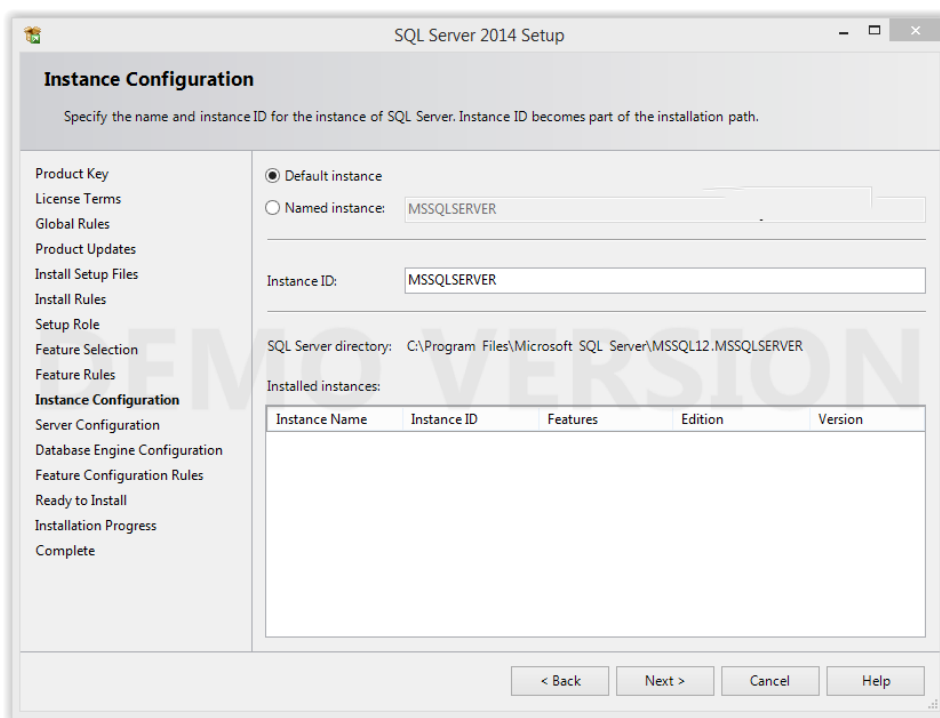 SQL Server 2014 Setup
Instance Configuration
Specify the name and instance ID for the instance of SQL Server. Instance ID becomes part of the installation path.
Product Key
License Terms
Global Rules
Product Updates
Install Setup Files
Install Rules
Setup Role
Feature Selection
Feature Rules
Instance Configuration
Server Configuration
Database Engine Configuration
Feature Configuration Rules
Ready to Install
Installation Progress
Complete
Default instance
Named instance: MSSQLSERVER
Instance ID: MSSQLSERVER
SQL Server directory: C:\Program Files\Microsoft SQL Server\MSSQL12.MSSQLSERVER
Installed instances:
Instance Name Instance ID Features Edition Version
DEMO VERSION
< Back Next > Cancel Help